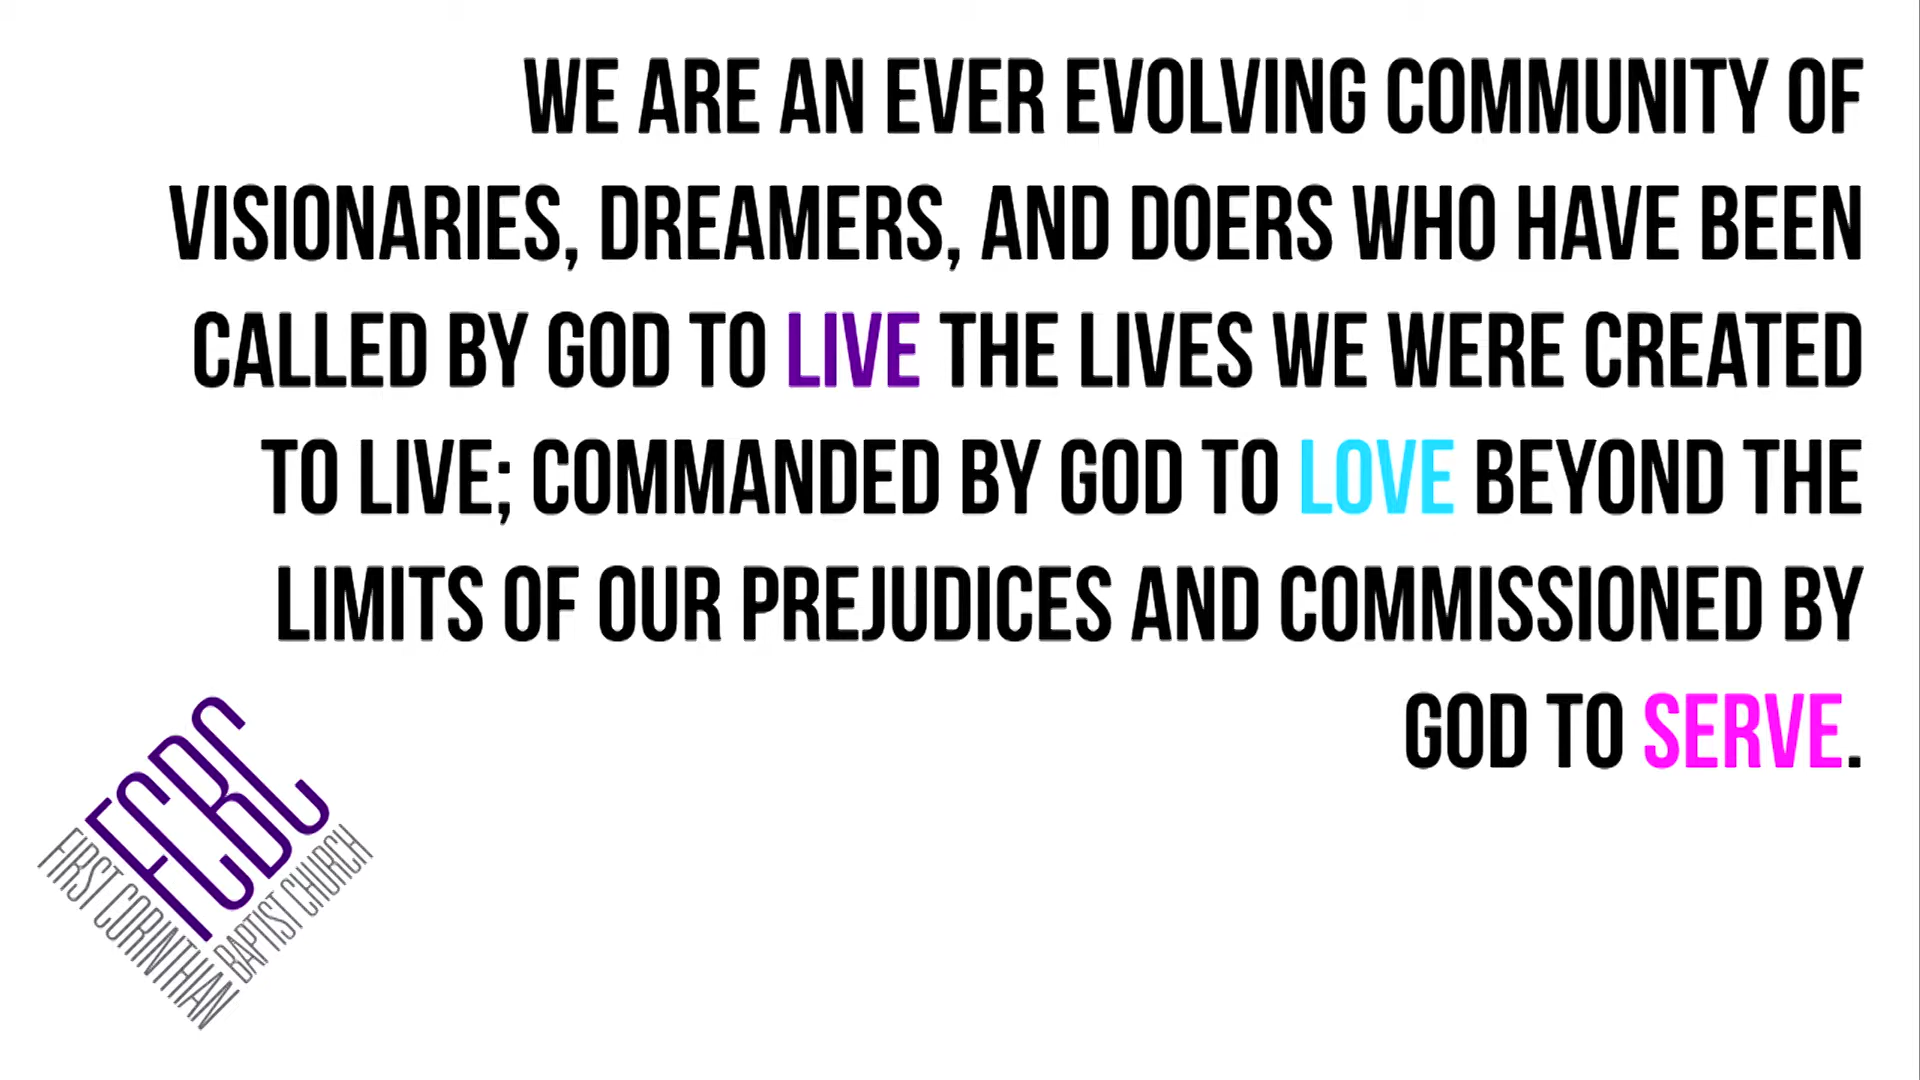 WE ARE AN EVER EVOLVING COMMUNITY OF
VISIONARIES, DREAMERS, AND DOERS WHO HAVE BEEN
CALLED BY GOD TO LIVE THE LIVES WE WERE CREATED
TO LIVE; COMMANDED BY GOD TO LOVE BEYOND THE
LIMITS OF OUR PREJUDICES AND COMMISSIONED BY
GOD TO SERVE.
FCBC
FIRST CORINTHIAN
BAPTIST CHURCH